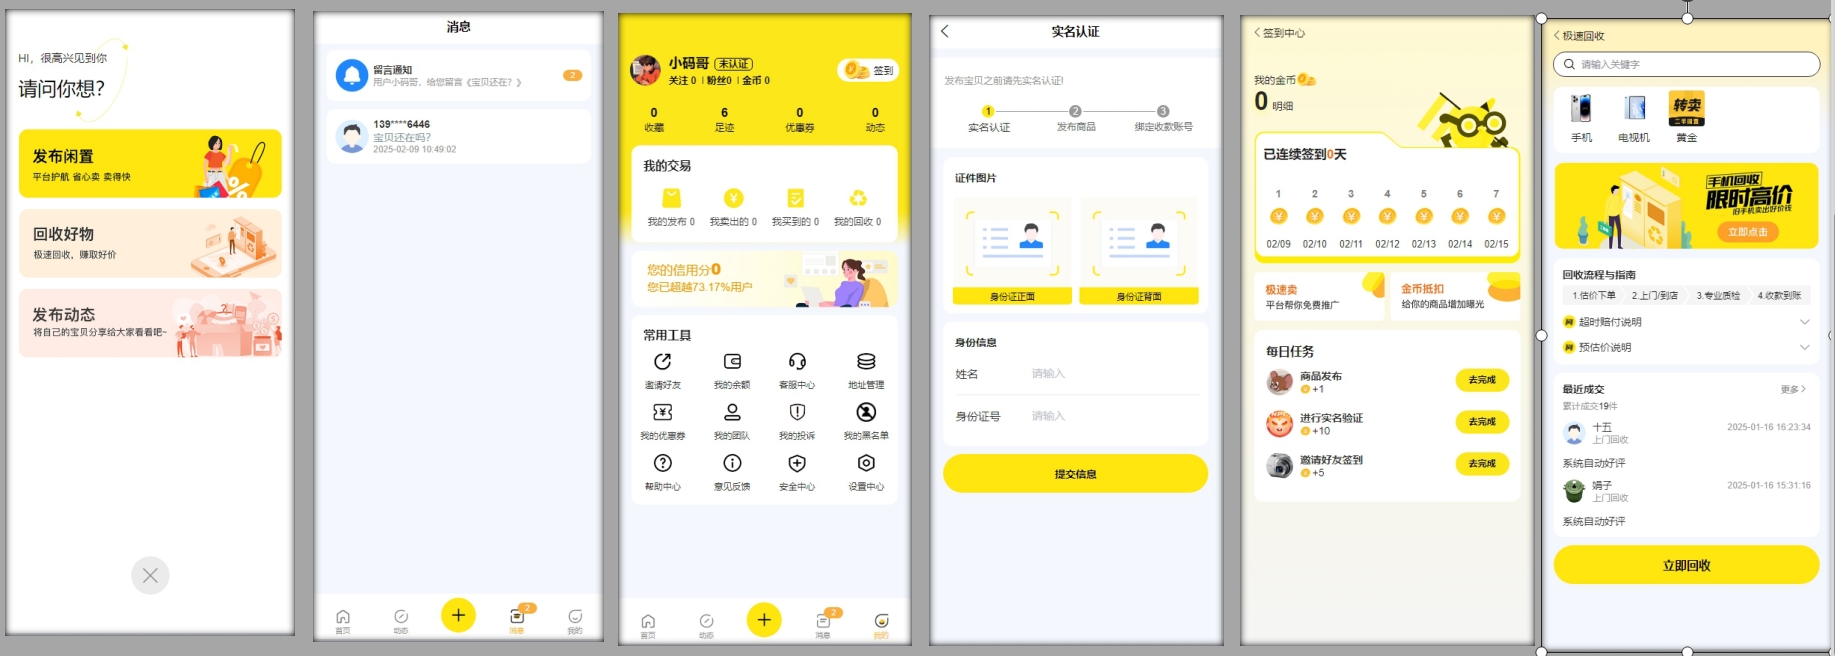 HI，很高兴见到你
请问你想？
发布闲置
平台护航 省心卖 卖得快
回收好物
极速回收，赚取好价
发布动态
将自己的宝贝分享给大家看看吧~
消息
留言通知
用户小码哥，给您留言《宝贝还在？》
2
139****6446
宝贝还在吗?
2025-02-09 10:49:02
首页
动态
2
消息
我的
小码哥
未认证
关注 0 | 粉丝0 | 金币 0
签到
0
6
0
0
收藏
足迹
优惠券
动态
我的交易
我的发布 0
我卖出的 0
我买到的 0
我的回收 0
您的信用分0
您已超越73.17%用户
常用工具
邀请好友
我的余额
客服中心
地址管理
我的优惠券
我的团队
我的投诉
我的黑名单
帮助中心
意见反馈
安全中心
设置中心
首页
动态
2
消息
我的
实名认证
发布宝贝之前请先实名认证!
1
2
3
实名认证
发布商品
绑定收款账号
证件图片
身份证正面
身份证背面
身份信息
姓名
请输入
身份证号
请输入
提交信息
签到中心
我的金币
0 明细
已连续签到0天
1
2
3
4
5
6
7
02/09
02/10
02/11
02/12
02/13
02/14
02/15
极速卖
平台帮你免费推广
金币抵扣
给你的商品增加曝光
每日任务
商品发布
+1
去完成
进行实名验证
+10
去完成
邀请好友签到
+5
去完成
极速回收
请输入关键字
转卖
二手回收
手机
电视机
黄金
手机回收
限时高价
旧手机卖出好价钱
立即点击
回收流程与指南
1.估价下单
2.上门/到店
3.专业质检
4.收款到账
超时赔付说明
预估价说明
最近成交
更多
累计成交19件
十五
2025-01-16 16:23:34
上门回收
系统自动好评
娟子
2025-01-16 15:31:16
上门回收
系统自动好评
立即回收